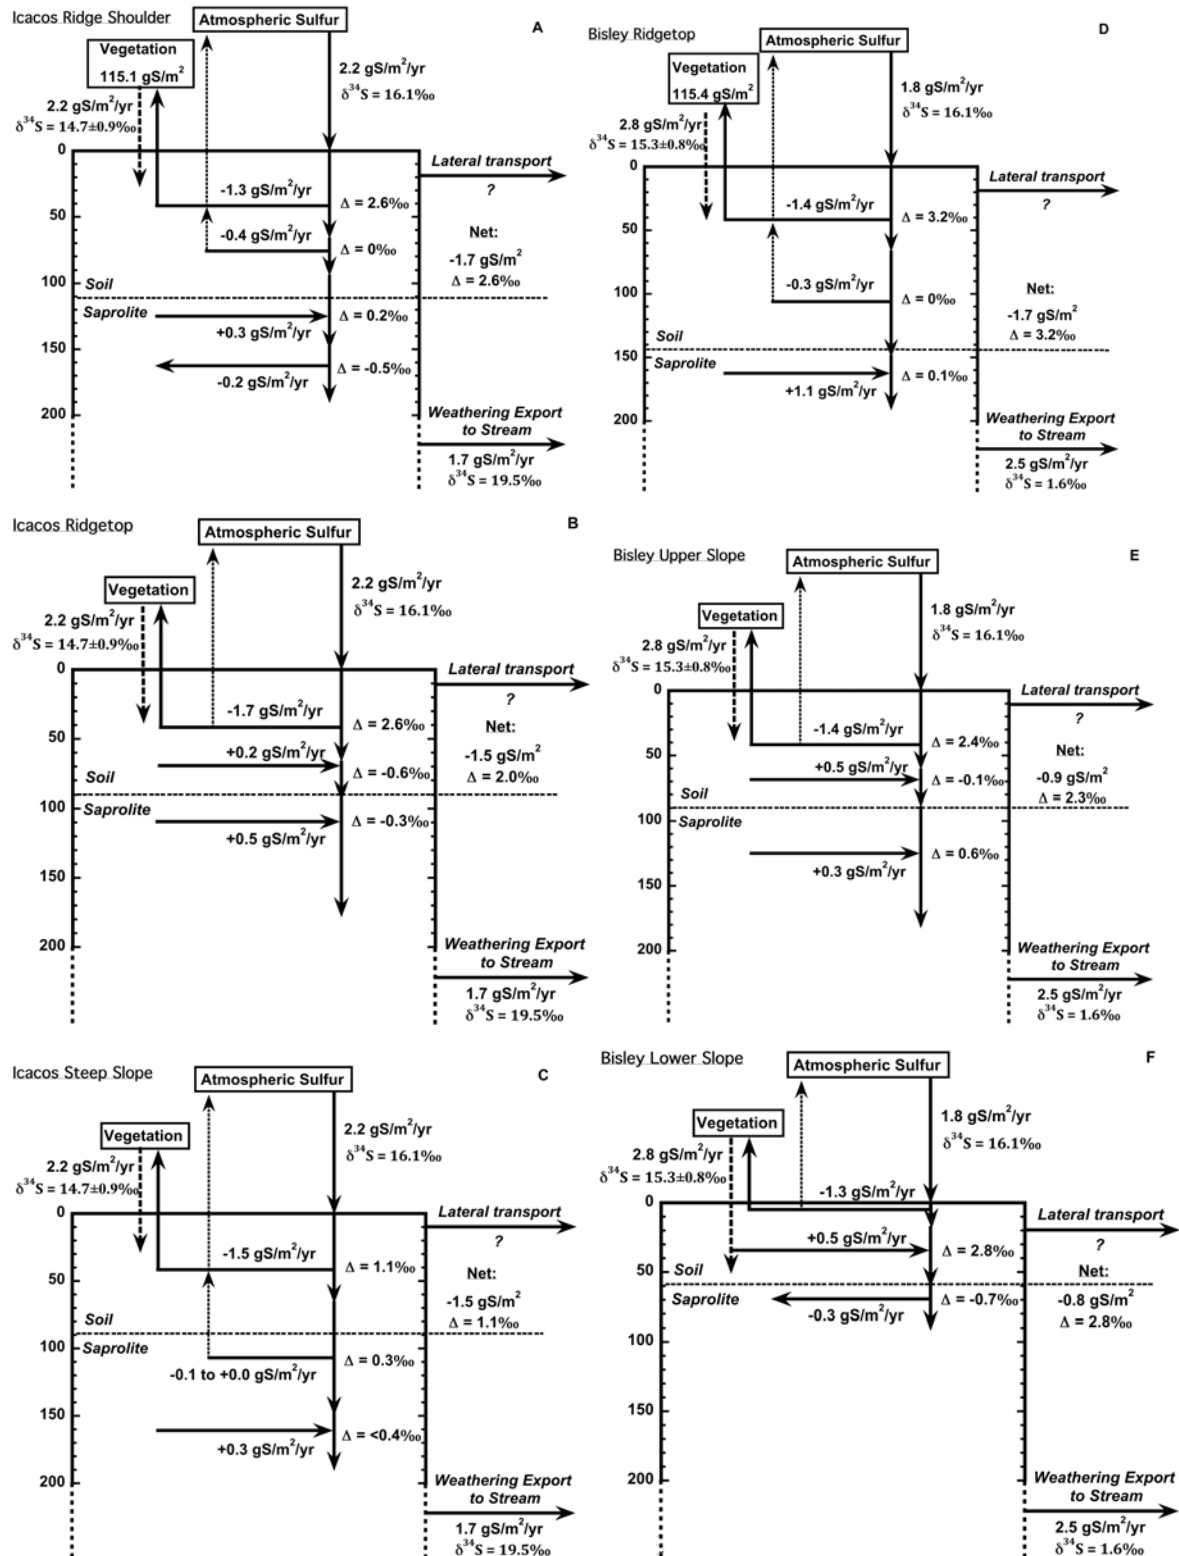 Icacos Ridge Shoulder
A
Atmospheric Sulfur
Vegetation
115.1 gS/m²
2.2 gS/m²/yr
δ³⁴S = 14.7±0.9‰
2.2 gS/m²/yr
δ³⁴S = 16.1‰
0
50
100
150
200
-1.3 gS/m²/yr
Δ = 2.6‰
-0.4 gS/m²/yr
Δ = 0‰
Soil
Saprolite
+0.3 gS/m²/yr
Δ = 0.2‰
-0.2 gS/m²/yr
Δ = -0.5‰
Lateral transport
?
Net:
-1.7 gS/m²
Δ = 2.6‰
Weathering Export
to Stream
1.7 gS/m²/yr
δ³⁴S = 19.5‰
Icacos Ridgetop
B
Atmospheric Sulfur
Vegetation
2.2 gS/m²/yr
δ³⁴S = 14.7±0.9‰
2.2 gS/m²/yr
δ³⁴S = 16.1‰
0
50
100
150
200
-1.7 gS/m²/yr
Δ = 2.6‰
+0.2 gS/m²/yr
Δ = -0.6‰
Soil
Saprolite
+0.5 gS/m²/yr
Δ = -0.3‰
Lateral transport
?
Net:
-1.5 gS/m²
Δ = 2.0‰
Weathering Export
to Stream
1.7 gS/m²/yr
δ³⁴S = 19.5‰
Icacos Steep Slope
C
Atmospheric Sulfur
Vegetation
2.2 gS/m²/yr
δ³⁴S = 14.7±0.9‰
2.2 gS/m²/yr
δ³⁴S = 16.1‰
0
50
100
150
200
-1.5 gS/m²/yr
Δ = 1.1‰
Soil
Saprolite
-0.1 to +0.0 gS/m²/yr
Δ = 0.3‰
+0.3 gS/m²/yr
Δ = <0.4‰
Lateral transport
?
Net:
-1.5 gS/m²
Δ = 1.1‰
Weathering Export
to Stream
1.7 gS/m²/yr
δ³⁴S = 19.5‰
Bisley Ridgetop
D
Atmospheric Sulfur
Vegetation
115.4 gS/m²
2.8 gS/m²/yr
δ³⁴S = 15.3±0.8‰
1.8 gS/m²/yr
δ³⁴S = 16.1‰
0
50
100
150
200
-1.4 gS/m²/yr
Δ = 3.2‰
-0.3 gS/m²/yr
Δ = 0‰
Soil
Saprolite
+1.1 gS/m²/yr
Δ = 0.1‰
Lateral transport
?
Net:
-1.7 gS/m²
Δ = 3.2‰
Weathering Export
to Stream
2.5 gS/m²/yr
δ³⁴S = 1.6‰
Bisley Upper Slope
E
Atmospheric Sulfur
Vegetation
2.8 gS/m²/yr
δ³⁴S = 15.3±0.8‰
1.8 gS/m²/yr
δ³⁴S = 16.1‰
0
50
100
150
200
-1.4 gS/m²/yr
Δ = 2.4‰
+0.5 gS/m²/yr
Δ = -0.1‰
Soil
Saprolite
+0.3 gS/m²/yr
Δ = 0.6‰
Lateral transport
?
Net:
-0.9 gS/m²
Δ = 2.3‰
Weathering Export
to Stream
2.5 gS/m²/yr
δ³⁴S = 1.6‰
Bisley Lower Slope
F
Atmospheric Sulfur
Vegetation
2.8 gS/m²/yr
δ³⁴S = 15.3±0.8‰
1.8 gS/m²/yr
δ³⁴S = 16.1‰
0
50
100
150
200
-1.3 gS/m²/yr
+0.5 gS/m²/yr
Δ = 2.8‰
Soil
Saprolite
-0.3 gS/m²/yr
Δ = -0.7‰
Lateral transport
?
Net:
-0.8 gS/m²
Δ = 2.8‰
Weathering Export
to Stream
2.5 gS/m²/yr
δ³⁴S = 1.6‰